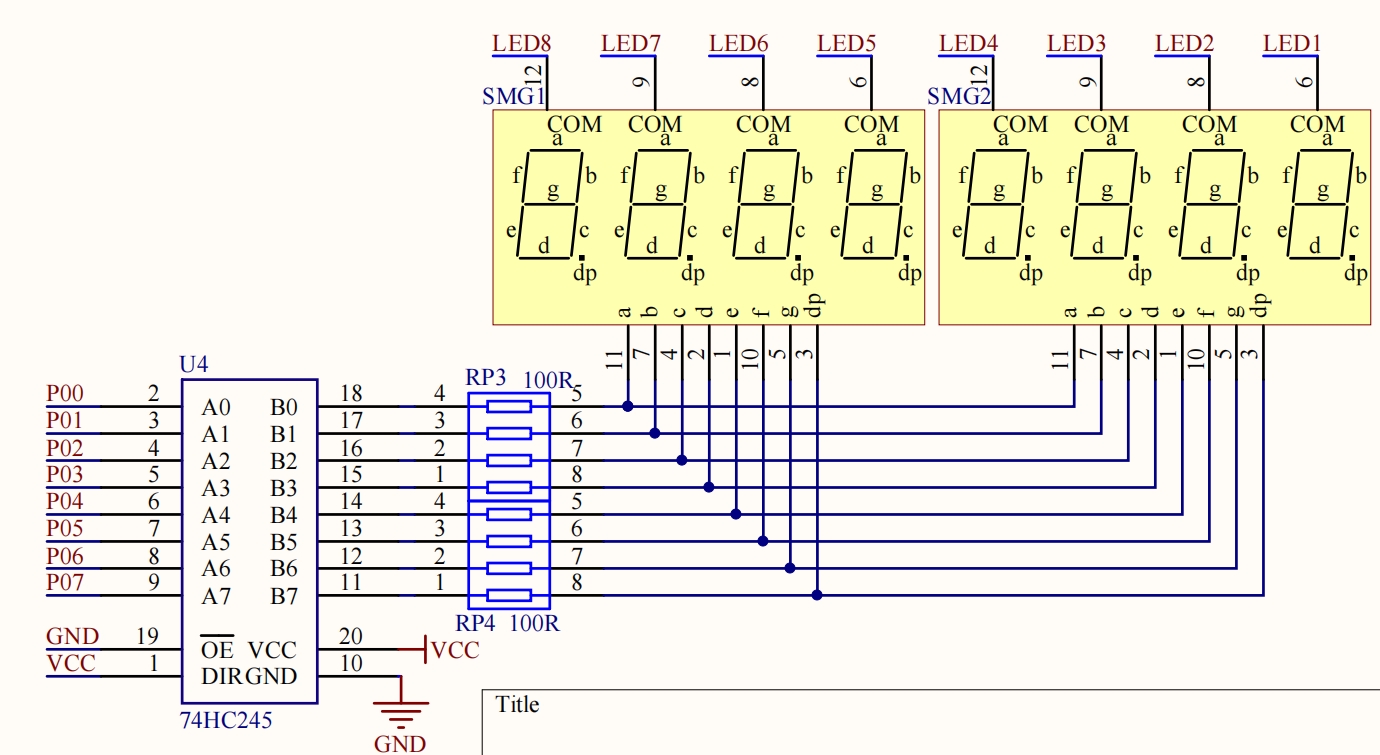 LED8 LED7 LED6 LED5 LED4 LED3 LED2 LED1
12 9 8 6 12 9 8 6
SMG1 SMG2
COM COM COM COM COM COM COM COM
a a a a a a a a
f b f b f b f b f b f b f b f b
g g g g g g g g
e c e c e c e c e c e c e c e c
d d d d d d d d
dp dp dp dp dp dp dp dp
a b c d e f g dp a b c d e f g dp
11 7 4 2 1 10 5 3 11 7 4 2 1 10 5 3
U4
RP3 100R
P00 2 A0 B0 18 4 5
P01 3 A1 B1 17 3 6
P02 4 A2 B2 16 2 7
P03 5 A3 B3 15 1 8
P04 6 A4 B4 14 4 5
P05 7 A5 B5 13 3 6
P06 8 A6 B6 12 2 7
P07 9 A7 B7 11 1 8
RP4 100R
GND 19 OE VCC 20 VCC
VCC 1 DIR GND 10
74HC245
GND
Title